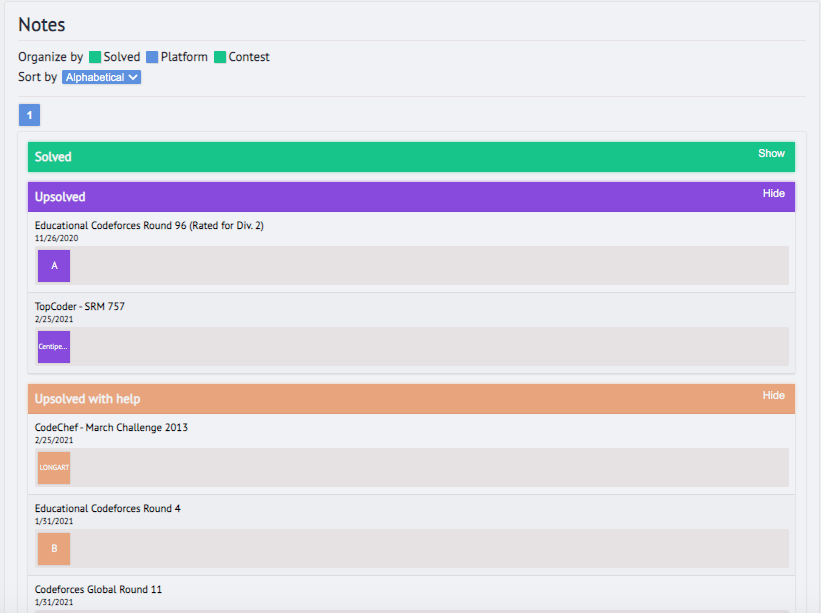 Notes
Organize by Solved Platform Contest
Sort by Alphabetical
1
Solved Show
Upsolved Hide
Educational Codeforces Round 96 (Rated for Div. 2)
11/26/2020
A
TopCoder - SRM 757
2/25/2021
Centipe...
Upsolved with help Hide
CodeChef - March Challenge 2013
2/25/2021
LONGART
Educational Codeforces Round 4
1/31/2021
B
Codeforces Global Round 11
1/31/2021